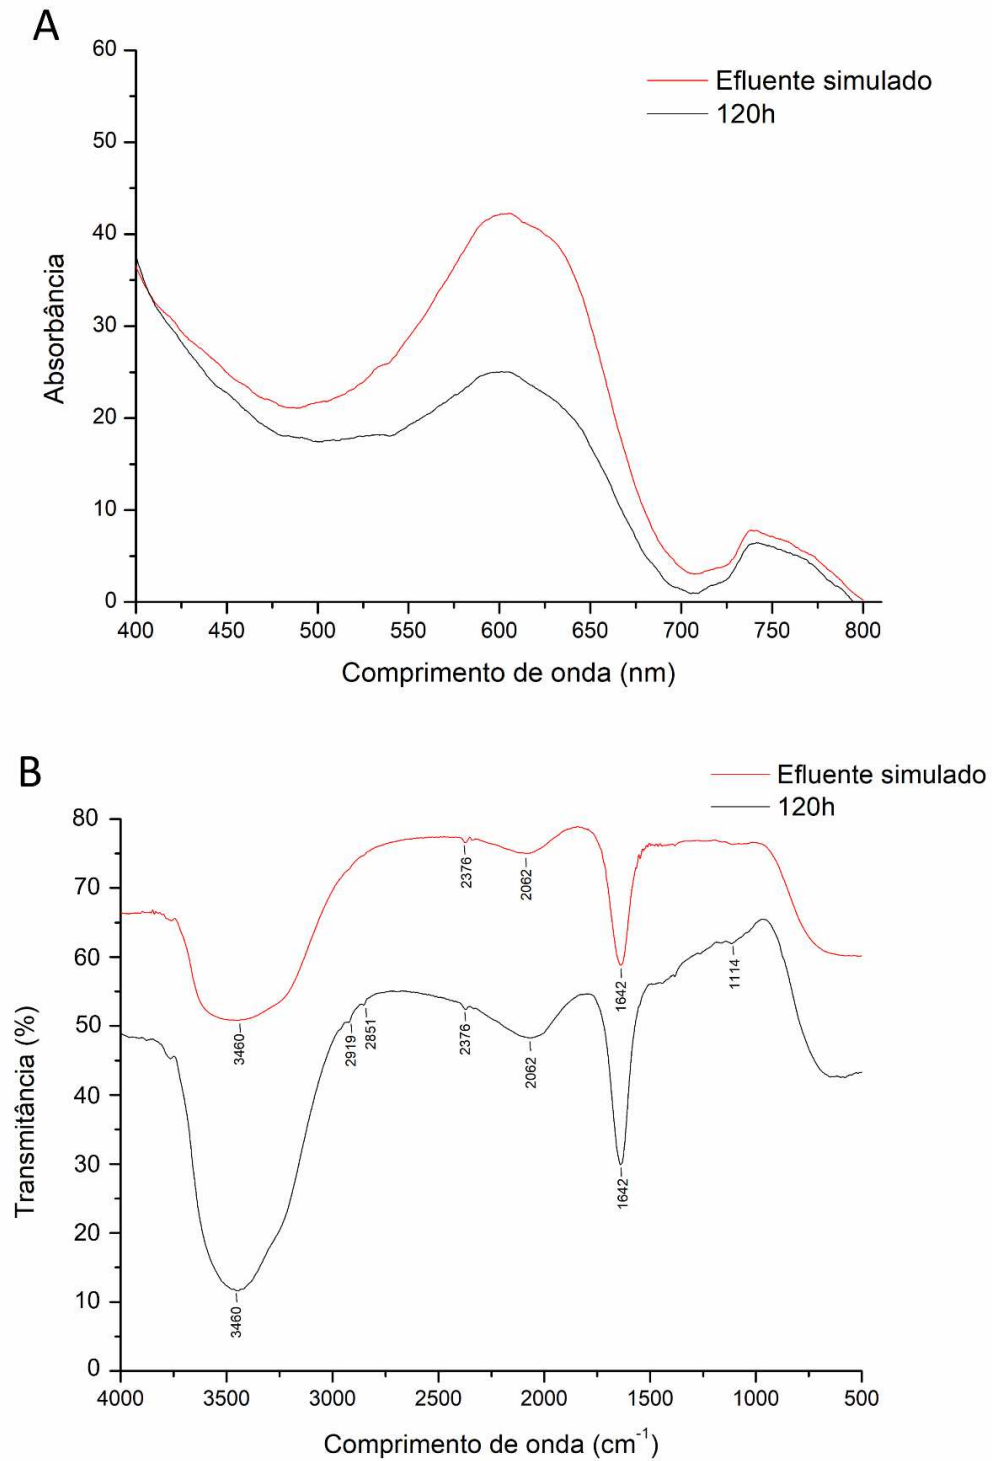 A
60
50
40
30
20
10
0
Absorbância
Efluente simulado
120h
400 450 500 550 600 650 700 750 800
Comprimento de onda (nm)
B
80
70
60
50
40
30
20
10
0
Transmitância (%)
Efluente simulado
120h
3460
2376
2062
1642
3460
2919
2851
2376
2062
1642
1114
4000 3500 3000 2500 2000 1500 1000 500
Comprimento de onda (cm⁻¹)